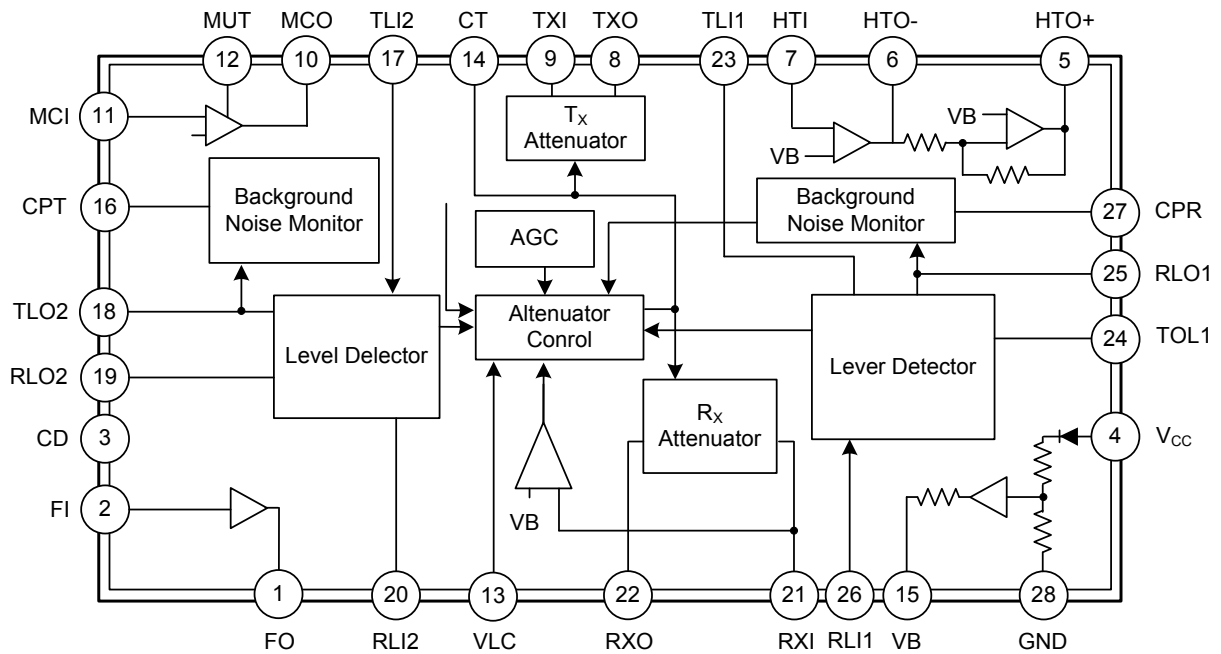 MUT MCO TLI2 CT TXI TXO TLI1 HTI HTO- HTO+
12 10 17 14 9 8 23 7 6 5
MCI 11
TX
Attenuator
VB
VB
CPT 16
Background
Noise Monitor
AGC
Background
Noise Monitor
27 CPR
25 RLO1
TLO2 18
Level Delector
Altenuator
Conrol
Lever Detector
24 TOL1
RLO2 19
RX
Attenuator
CD 3
4 VCC
FI 2
VB
1 20 13 22 21 26 15 28
FO RLI2 VLC RXO RXI RLI1 VB GND